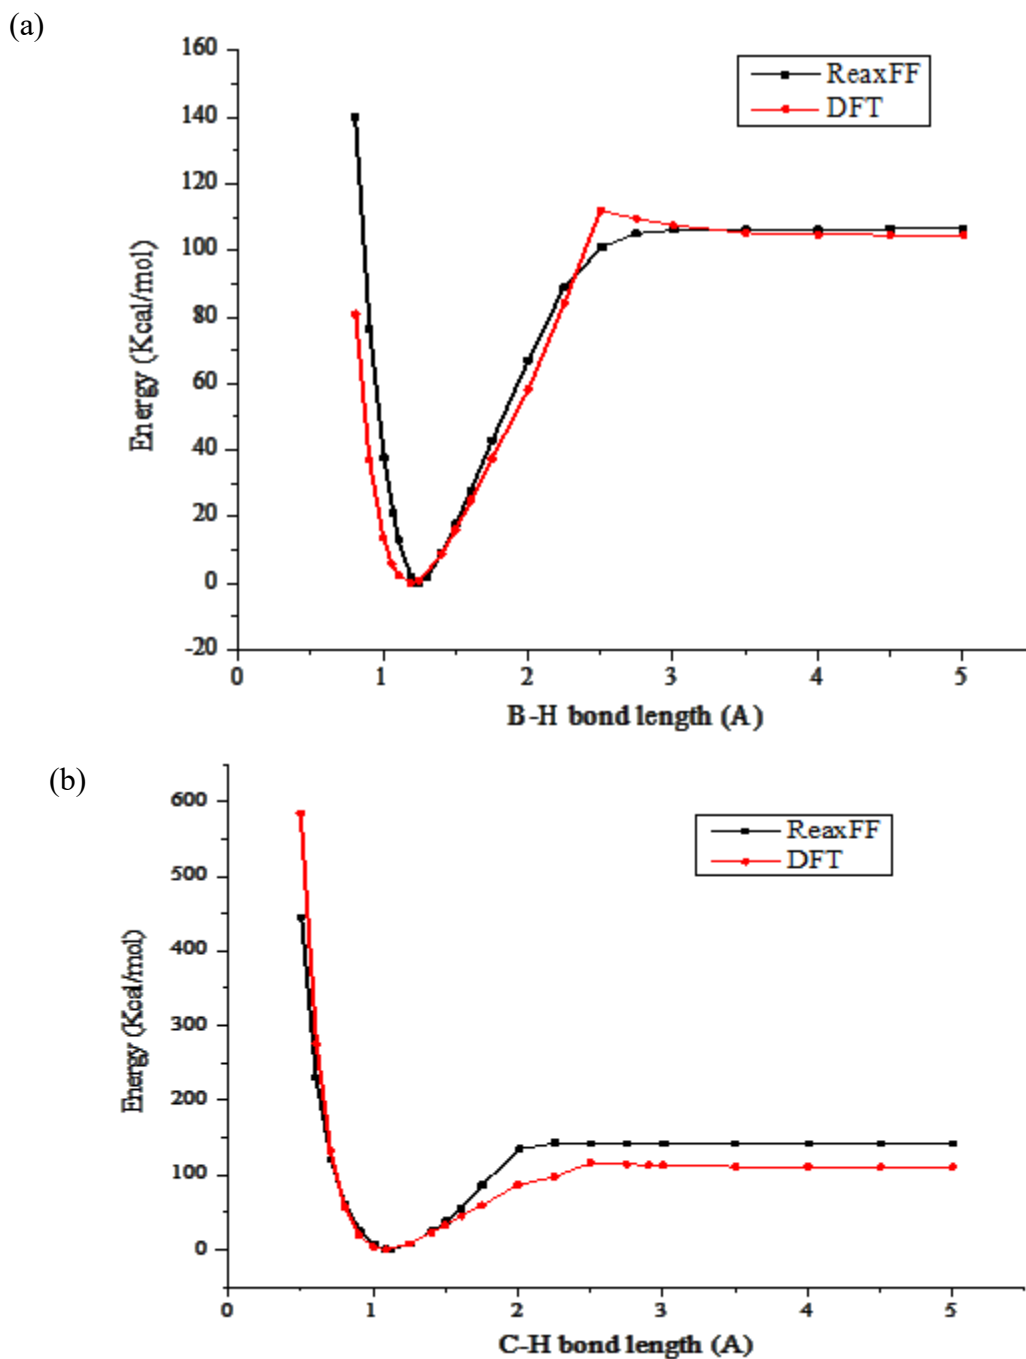 (a)
160
140
120
100
80
60
40
20
0
-20
Energy (Kcal/mol)
ReaxFF
DFT
0 1 2 3 4 5
B-H bond length (A)
(b)
600
500
400
300
200
100
0
Energy (Kcal/mol)
ReaxFF
DFT
0 1 2 3 4 5
C-H bond length (A)